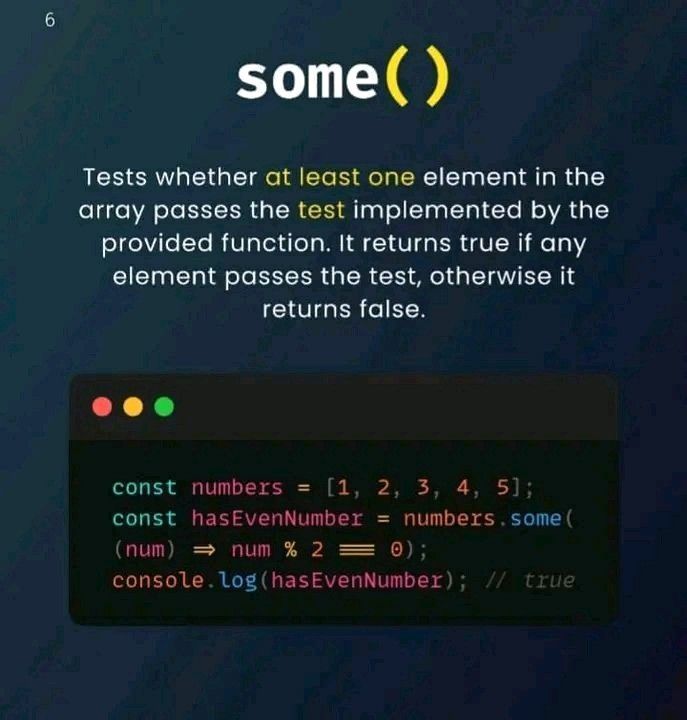 6
some()
Tests whether at least one element in the
array passes the test implemented by the
provided function. It returns true if any
element passes the test, otherwise it
returns false.
const numbers = [1, 2, 3, 4, 5];
const hasEvenNumber = numbers.some(
(num) => num % 2 === 0);
console.log(hasEvenNumber); // true